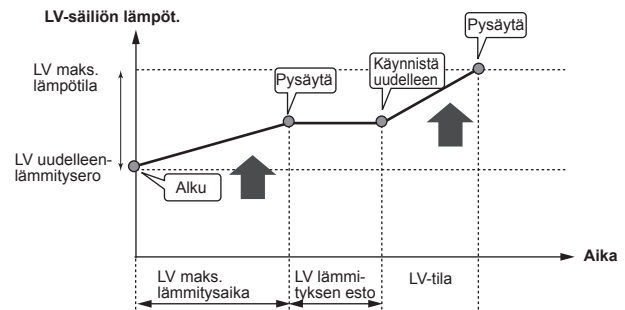 LV-säiliön lämpöt.
Pysäytä
LV maks.
lämpötila
Käynnistä
uudelleen
Pysäytä
LV uudelleen-
lämmitysero
Alku
Aika
LV maks.
lämmitysaika
LV lämmi-
tyksen esto
LV-tila